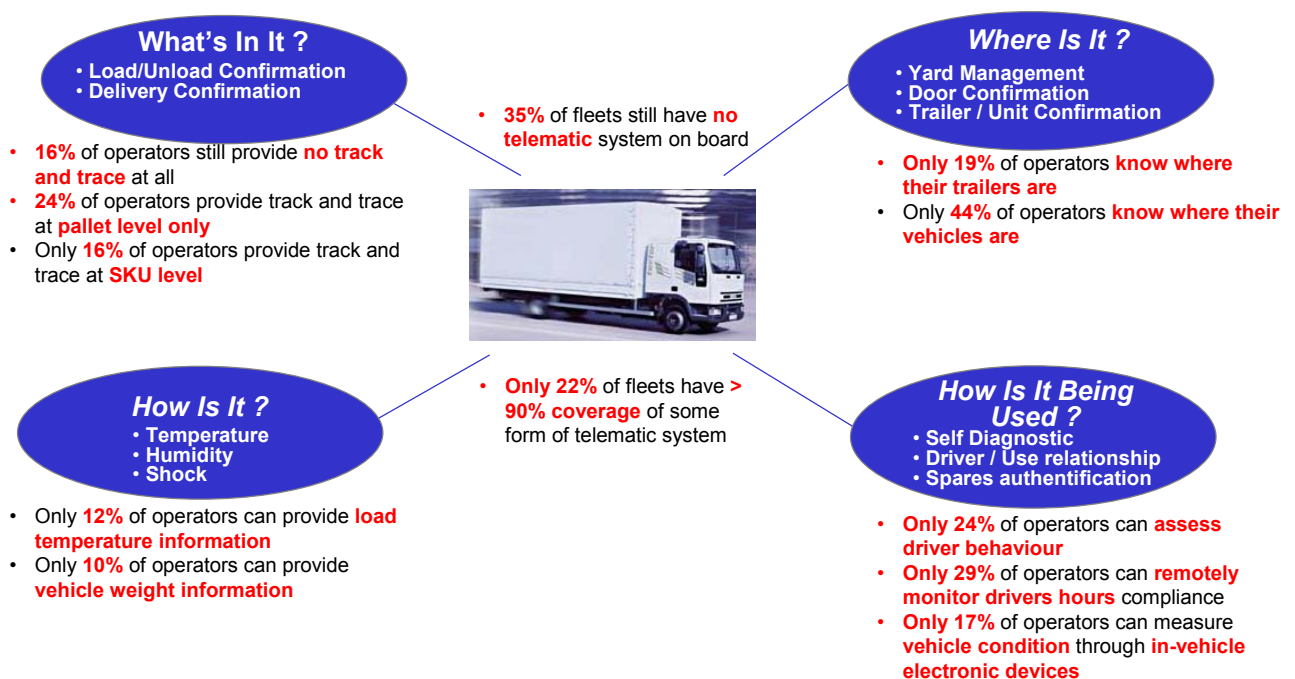 What's In It ?
• Load/Unload Confirmation
• Delivery Confirmation
• 16% of operators still provide no track
and trace at all
• 24% of operators provide track and trace
at pallet level only
• Only 16% of operators provide track and
trace at SKU level
• 35% of fleets still have no
telematic system on board
Where Is It ?
• Yard Management
• Door Confirmation
• Trailer / Unit Confirmation
• Only 19% of operators know where
their trailers are
• Only 44% of operators know where their
vehicles are
How Is It ?
• Temperature
• Humidity
• Shock
• Only 12% of operators can provide load
temperature information
• Only 10% of operators can provide
vehicle weight information
• Only 22% of fleets have >
90% coverage of some
form of telematic system
How Is It Being
Used ?
• Self Diagnostic
• Driver / Use relationship
• Spares authentification
• Only 24% of operators can assess
driver behaviour
• Only 29% of operators can remotely
monitor drivers hours compliance
• Only 17% of operators can measure
vehicle condition through in-vehicle
electronic devices